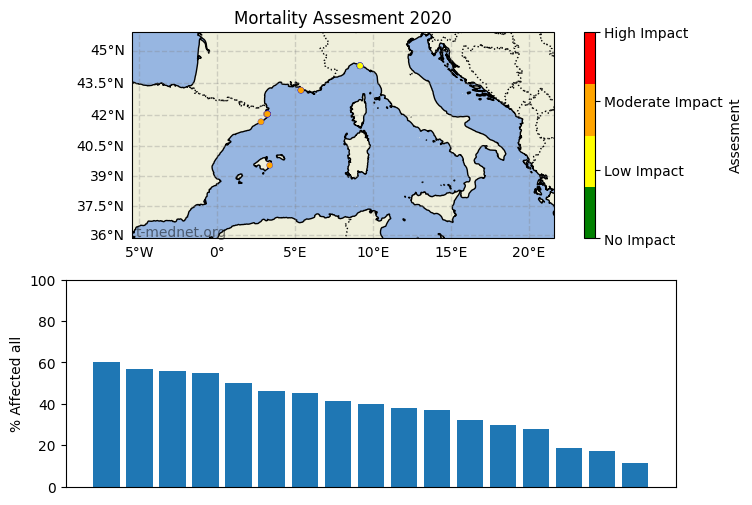 Mortality Assesment 2020
45°N
43.5°N
42°N
40.5°N
39°N
37.5°N
36°N
t-mednet.org
5°W
0°
5°E
10°E
15°E
20°E
High Impact
Moderate Impact
Low Impact
No Impact
Assesment
% Affected all
100
80
60
40
20
0